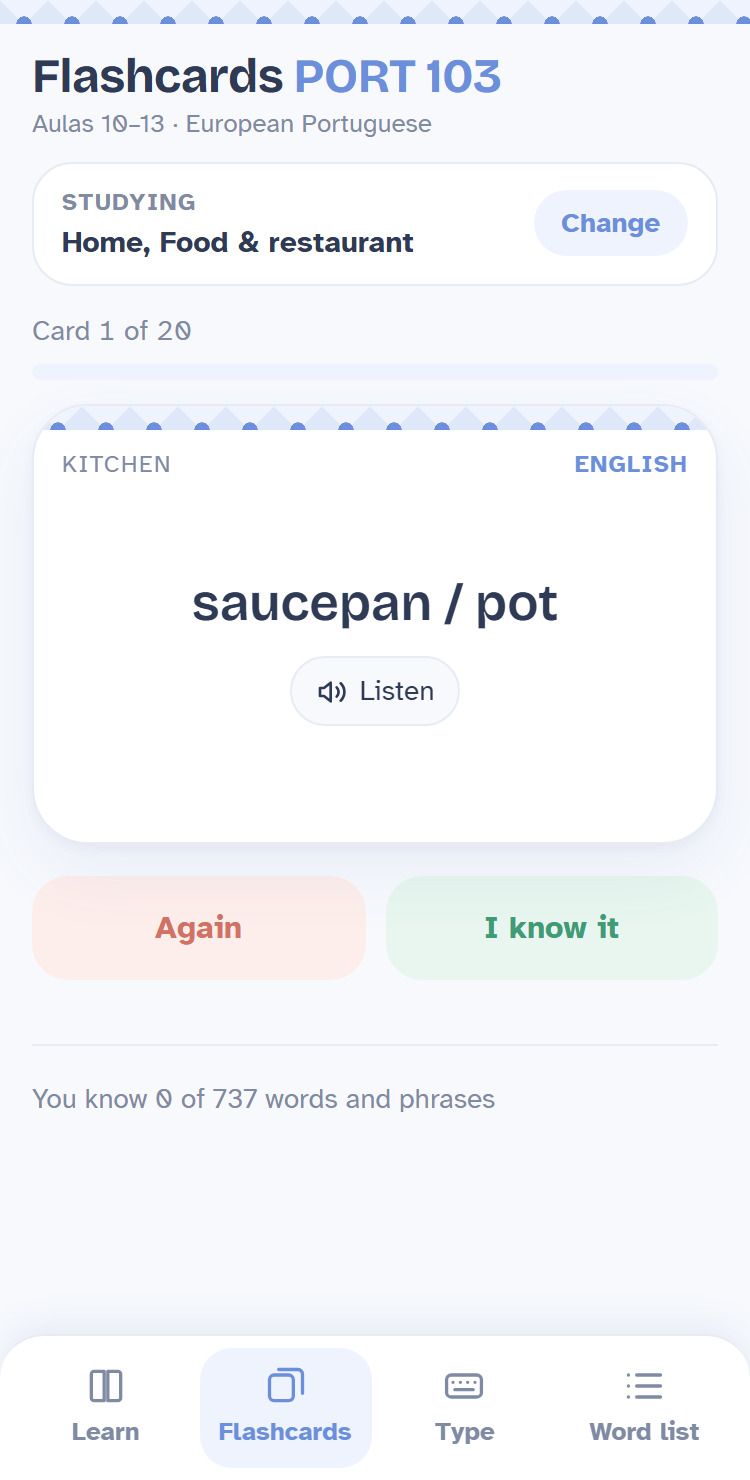 Flashcards PORT 103
Aulas 10–13 · European Portuguese
STUDYING
Home, Food & restaurant
Change
Card 1 of 20
KITCHEN
ENGLISH
saucepan / pot
Listen
Again
I know it
You know 0 of 737 words and phrases
Learn
Flashcards
Type
Word list